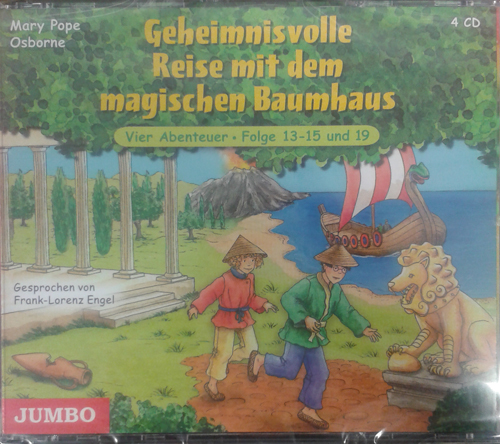 Mary Pope
Osborne
4 CD
Geheimnisvolle
Reise mit dem
magischen Baumhaus
Vier Abenteuer • Folge 13-15 und 19
Gesprochen von
Frank-Lorenz Engel
JUMBO